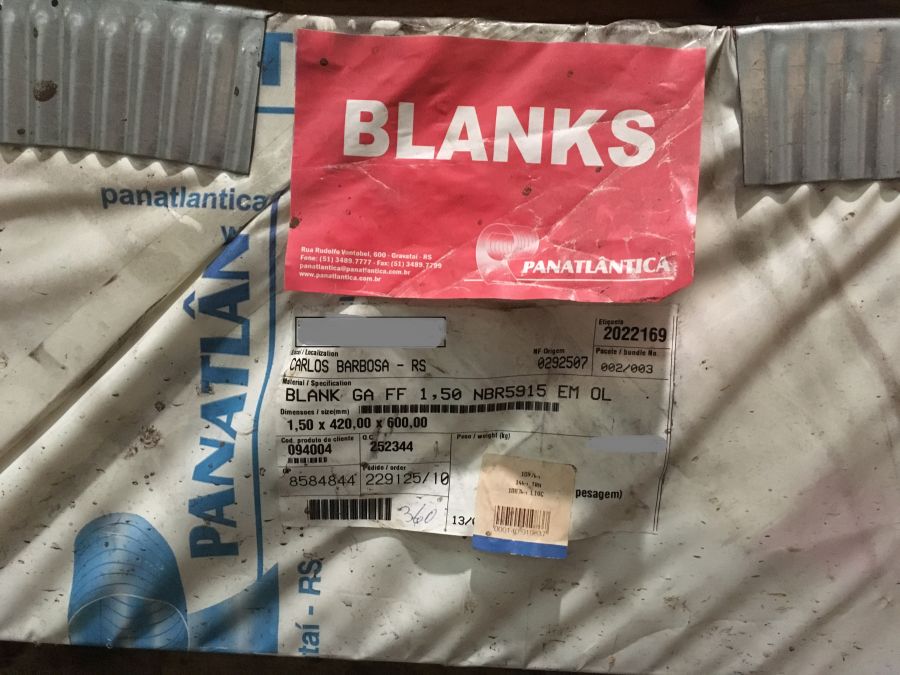 BLANKS
Rua Rudolfo Vontobel, 600 - Gravataí - RS
Fone: (51) 3489.7777 - Fax: (51) 3489.7799
panatlantica@panatlantica.com.br
www.panatlantica.com.br
PANATLÂNTICA
panatlantica
w
PANATLÂN
taí - RS
Etiqueta
2022169
Local / Localization
CARLOS BARBOSA - RS
NF Origem
0292507
Pacote / bundle No.
002/003
Material / Specification
BLANK GA FF 1,50 NBR5915 EM OL
Dimensoes / size(mm)
1,50 x 420,00 x 600,00
Cod. produto do cliente
094004
O.C
252344
Peso / weight (kg)
8584844
Pedido / order
229125/10
pesagem)
360
13/